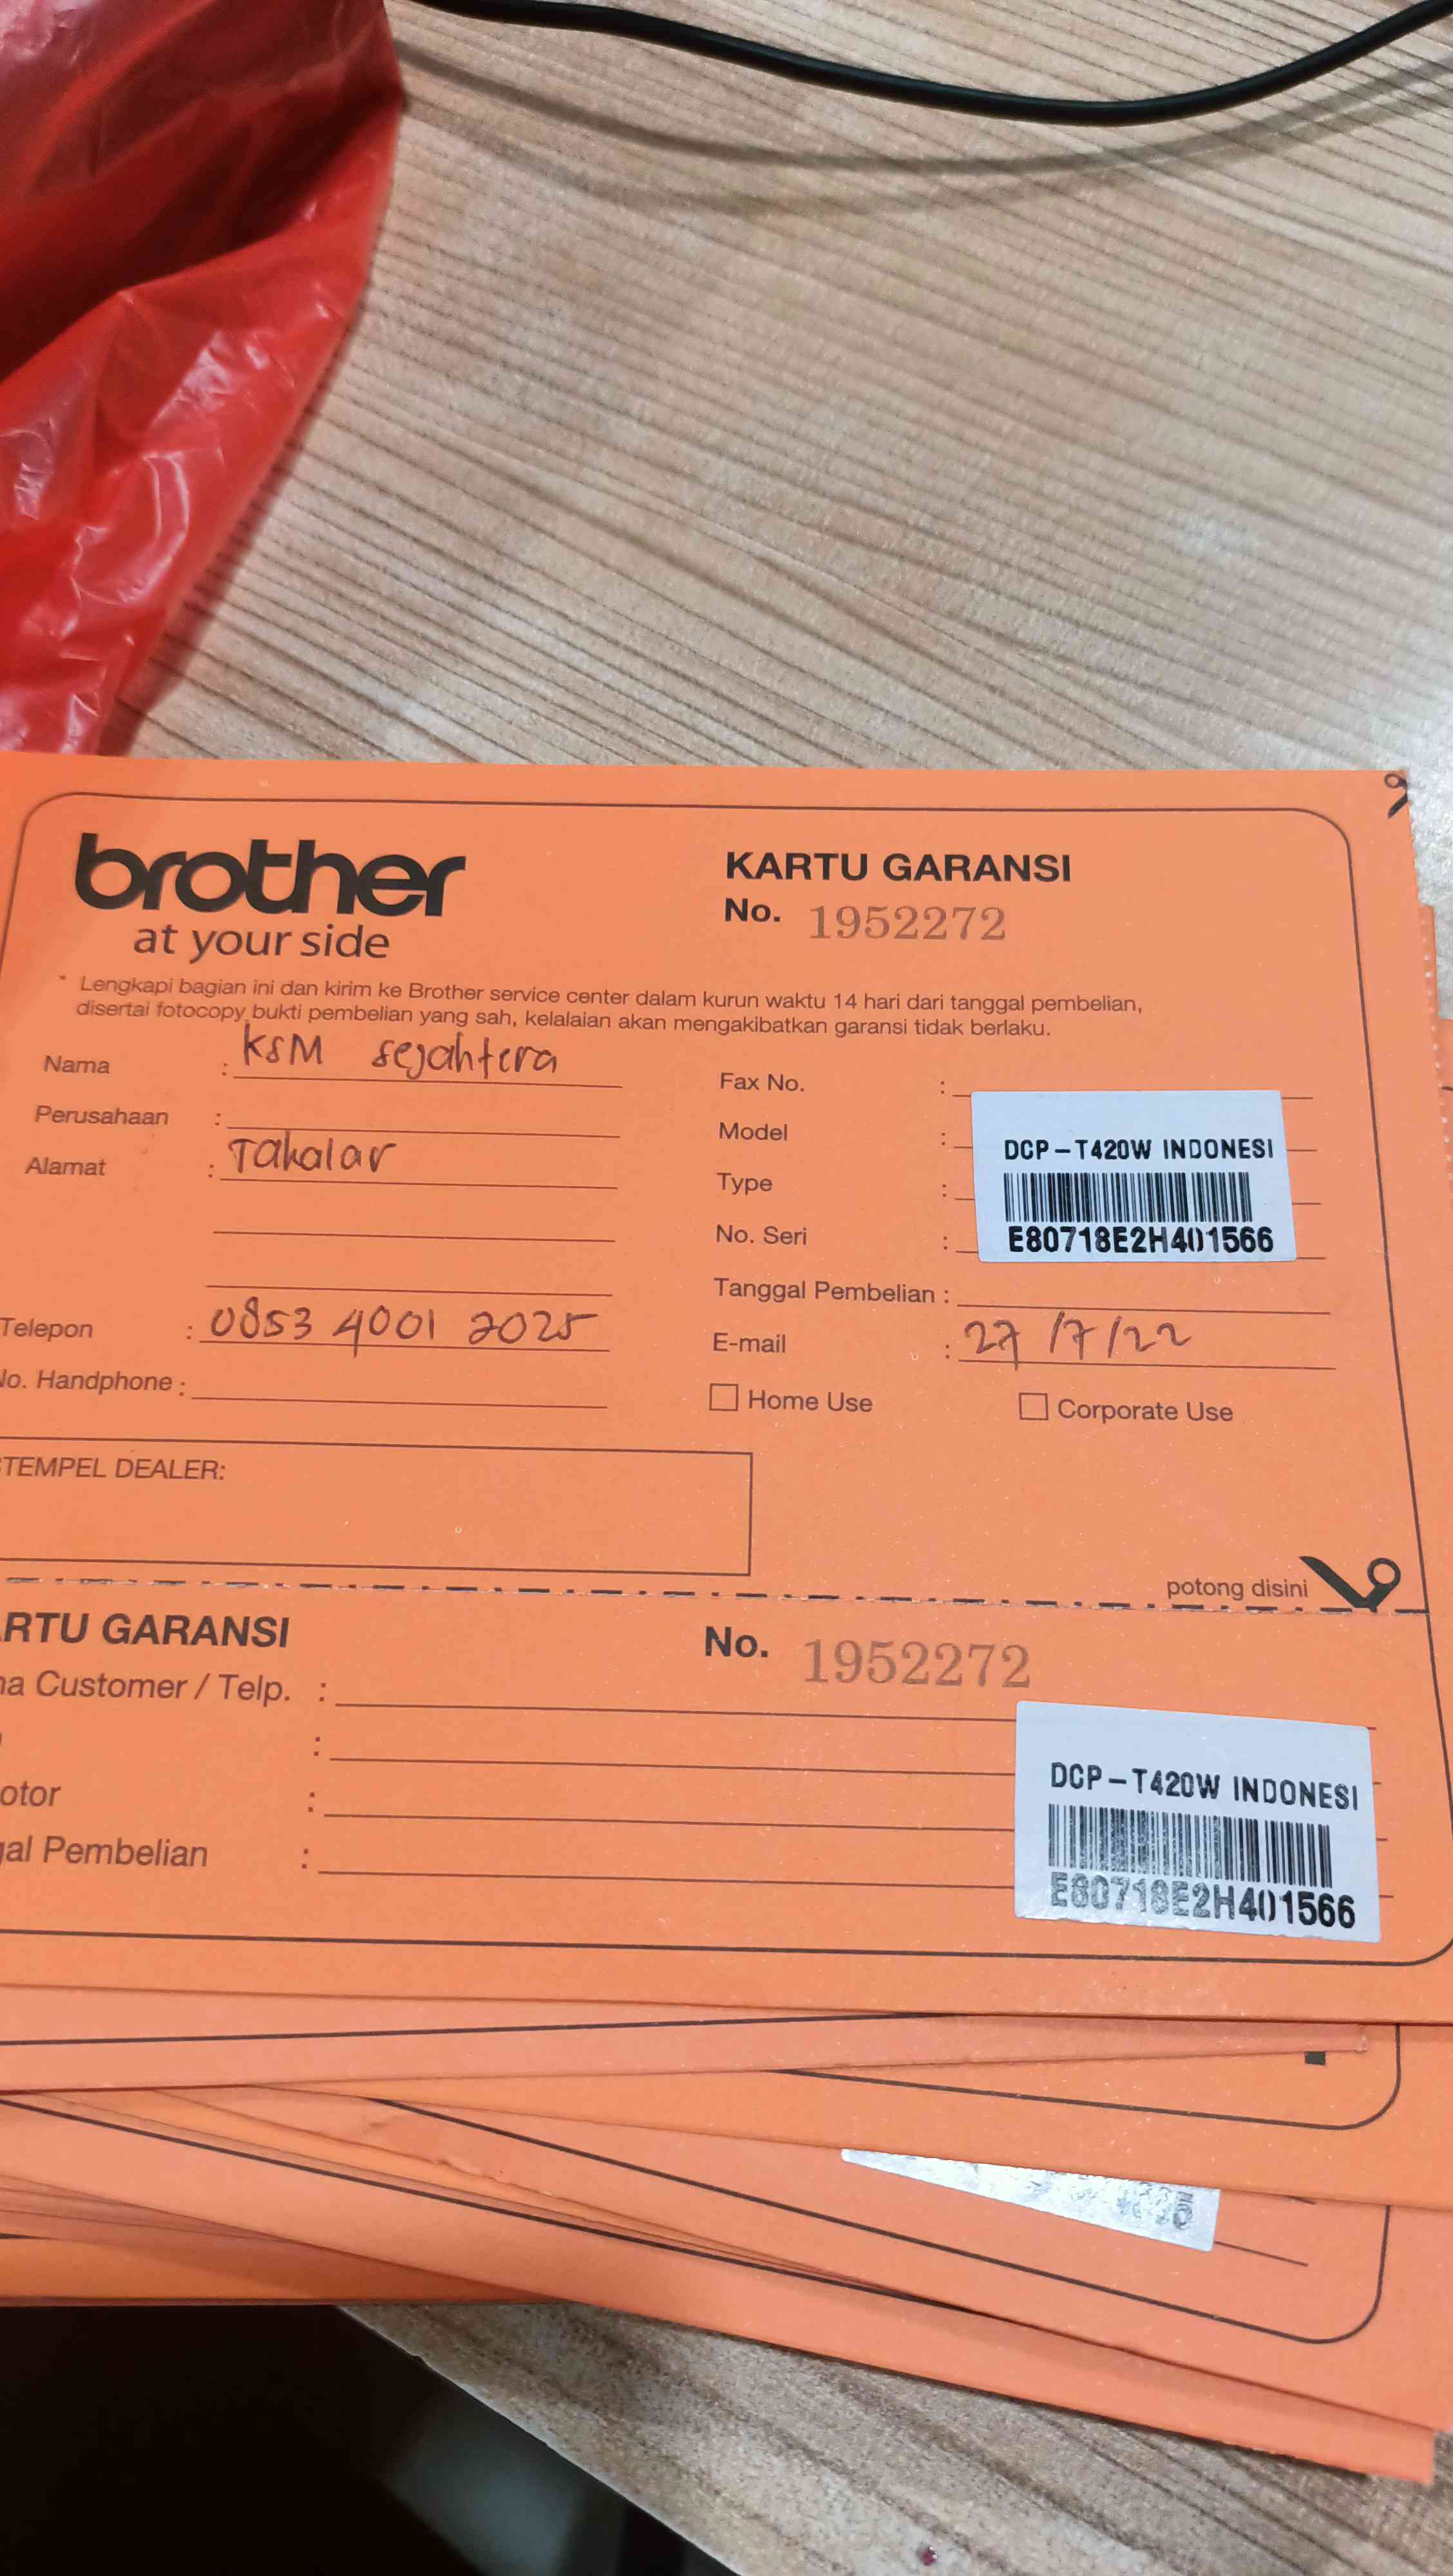 brother
at your side
KARTU GARANSI
No. 1952272
* Lengkapi bagian ini dan kirim ke Brother service center dalam kurun waktu 14 hari dari tanggal pembelian,
disertai fotocopy bukti pembelian yang sah, kelalaian akan mengakibatkan garansi tidak berlaku.
Nama : KSM sejahtera
Perusahaan :
Alamat : Takalar
Telepon : 0853 4001 2025
No. Handphone :
Fax No. :
Model :
Type :
No. Seri :
DCP-T420W INDONESI
E80718E2H401566
Tanggal Pembelian :
E-mail : 27/7/22
Home Use
Corporate Use
STEMPEL DEALER:
potong disini
RTU GARANSI
No. 1952272
a Customer / Telp. :
:
otor :
al Pembelian :
DCP-T420W INDONESI
E80718E2H401566